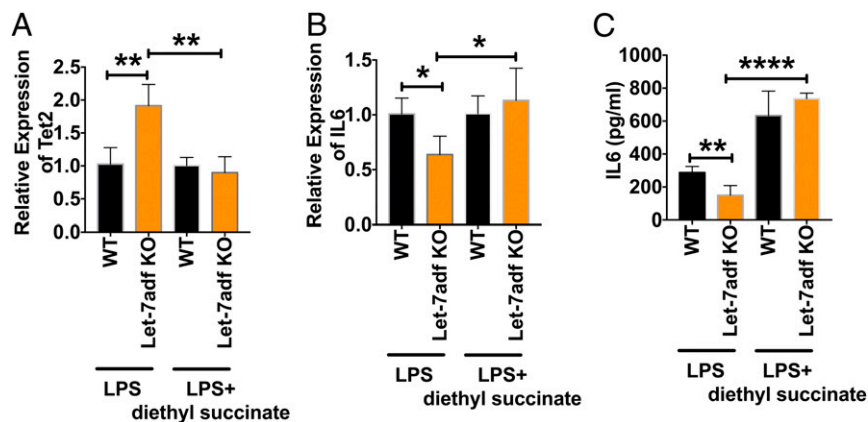 A
Relative Expression
of Tet2
2.5
2.0
1.5
1.0
0.5
0.0
**
**
WT
Let-7adf KO
WT
Let-7adf KO
LPS
LPS+
diethyl succinate
B
Relative Expression
of IL6
1.5
1.0
0.5
0.0
*
*
WT
Let-7adf KO
WT
Let-7adf KO
LPS
LPS+
diethyl succinate
C
IL6 (pg/ml)
1000
800
600
400
200
0
**
****
WT
Let-7adf KO
WT
Let-7adf KO
LPS
LPS+
diethyl succinate